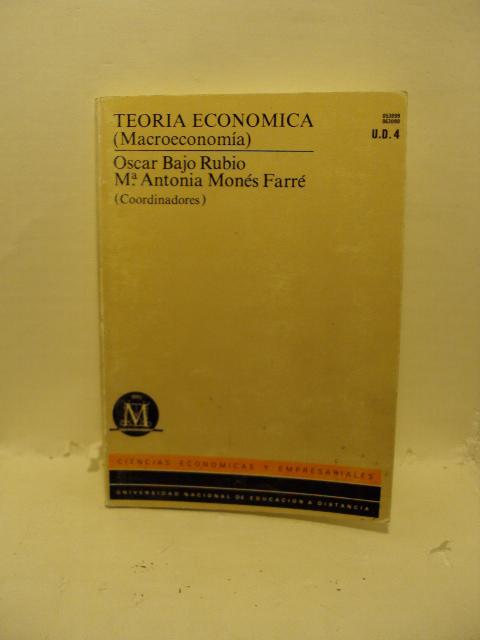 TEORIA ECONOMICA
(Macroeconomía)
Oscar Bajo Rubio
Mª Antonia Monés Farré
(Coordinadores)
U.D. 4
M
CIENCIAS ECONOMICAS Y EMPRESARIALES
UNIVERSIDAD NACIONAL DE EDUCACION A DISTANCIA